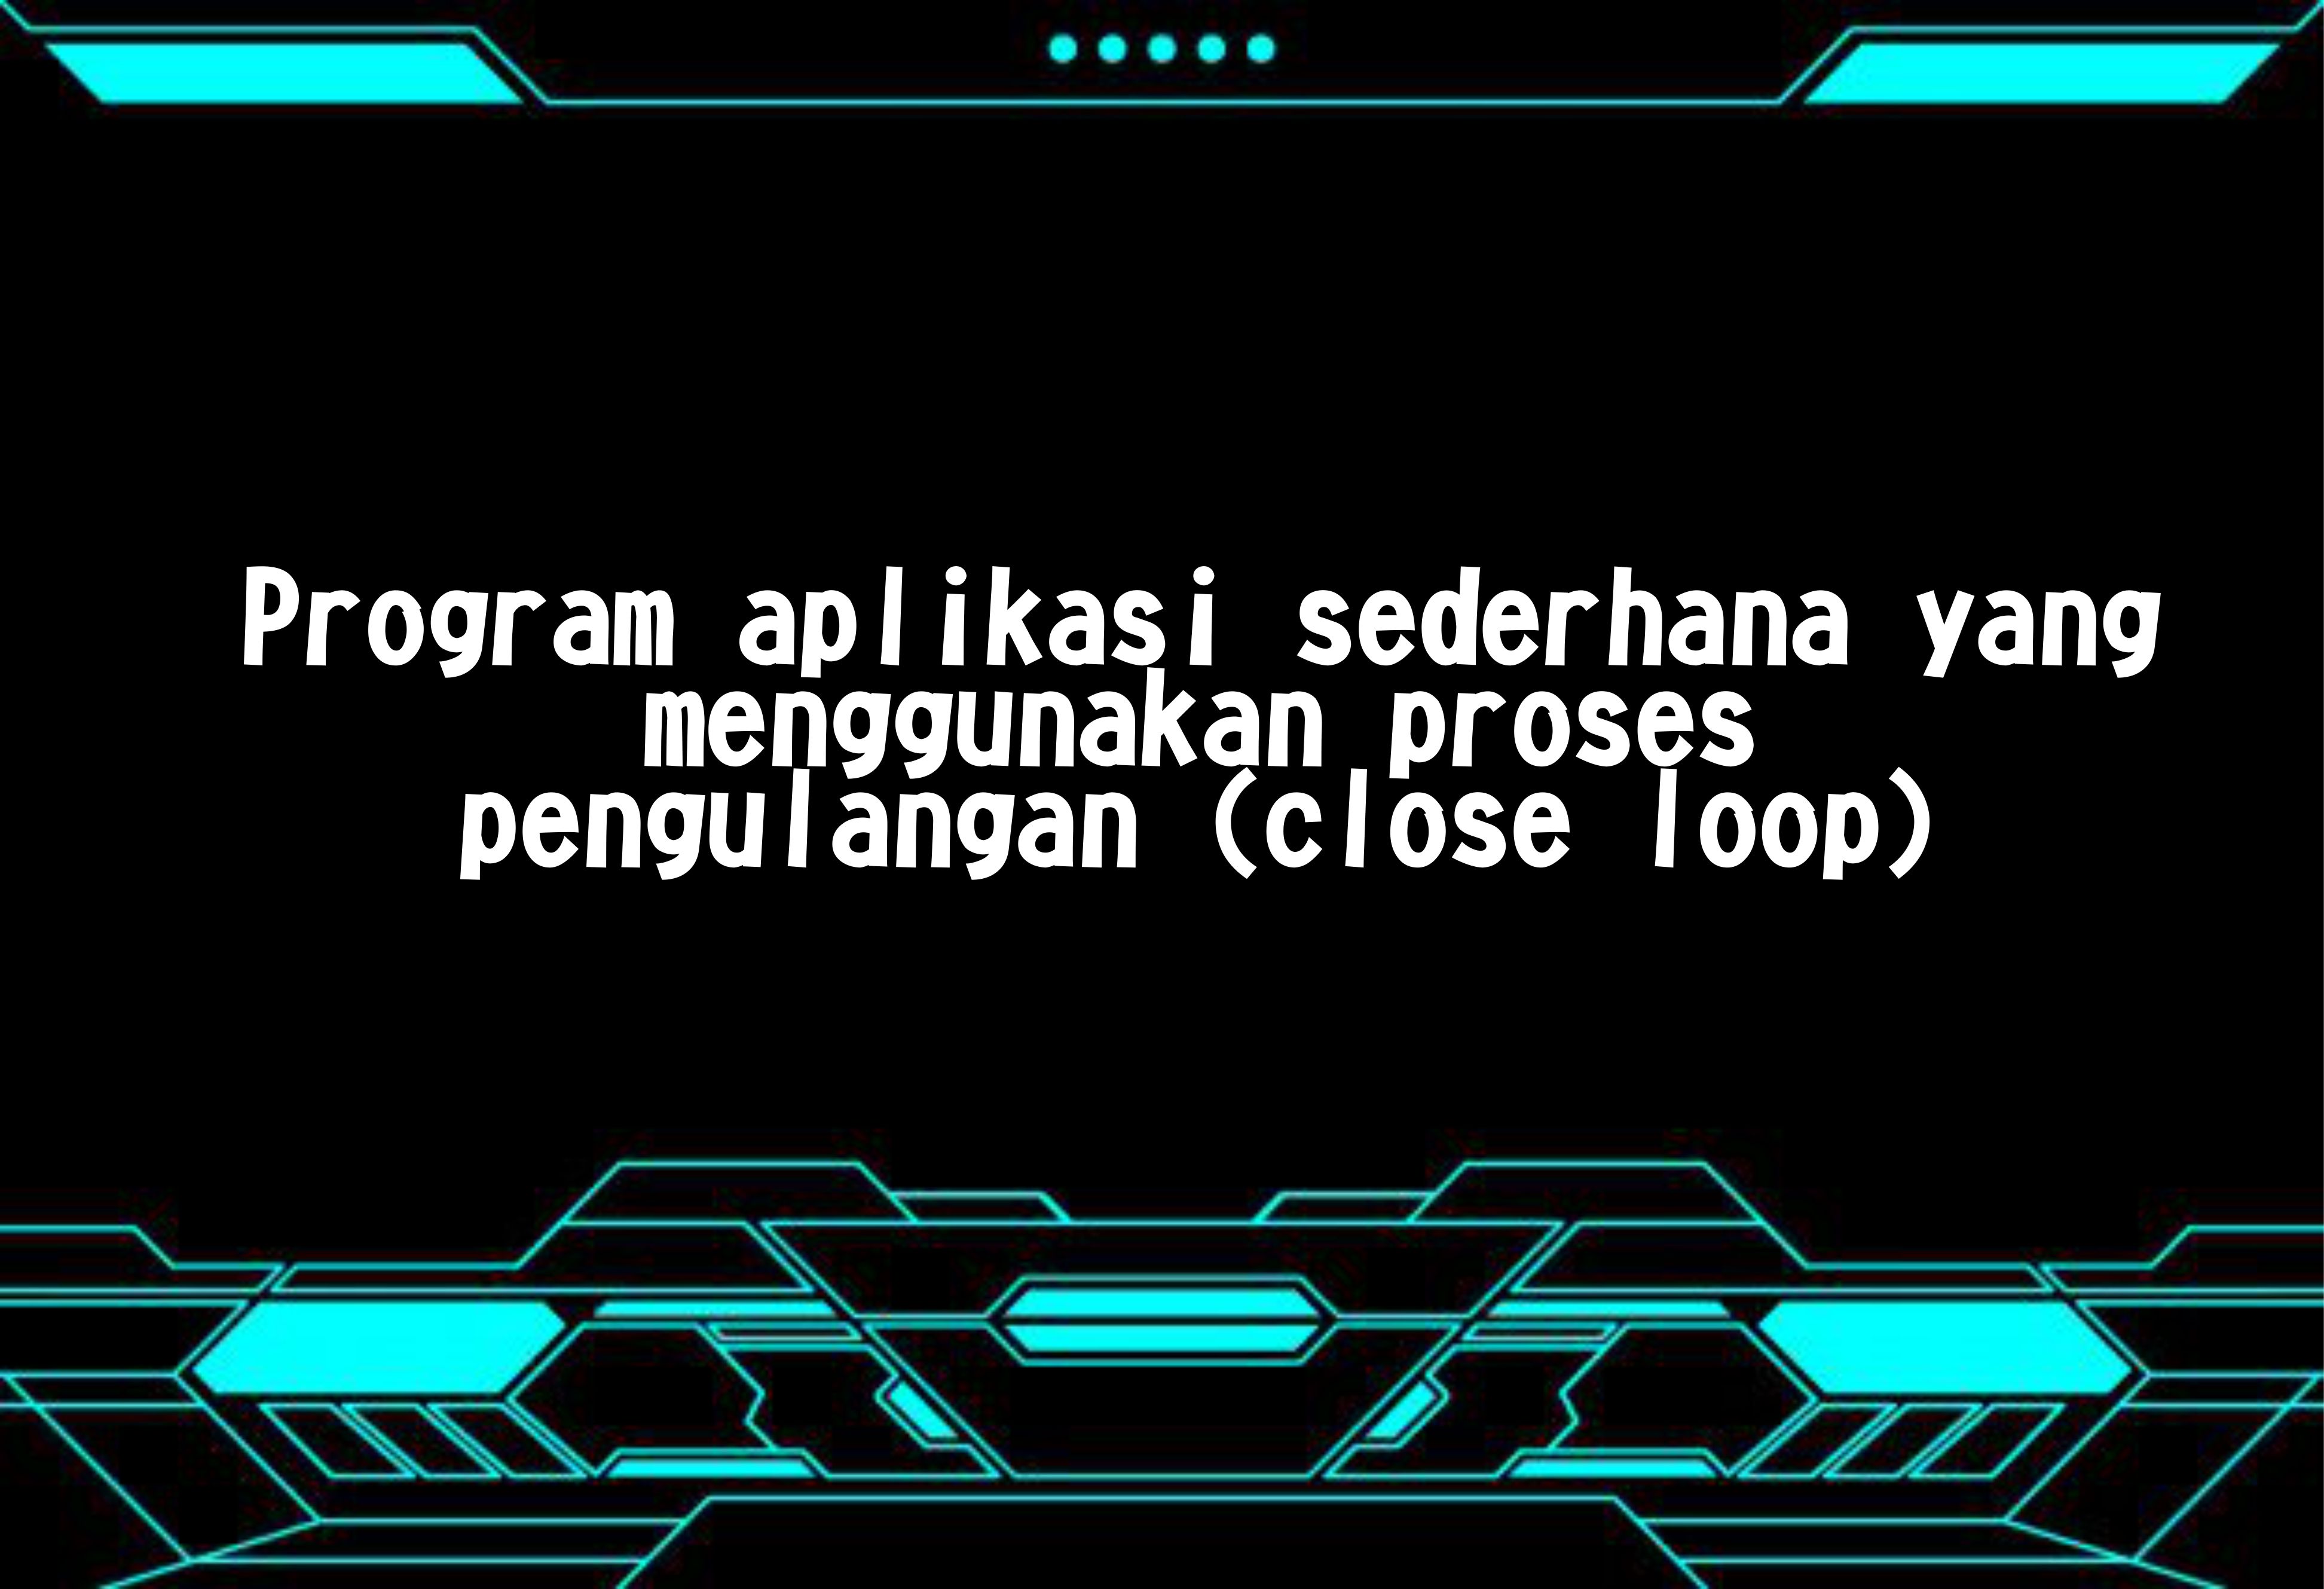 Program aplikasi sederhana yang
menggunakan proses
pengulangan (close loop)